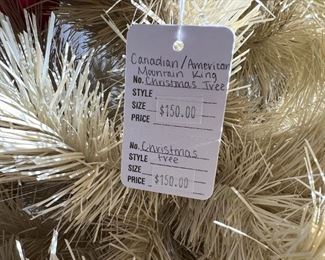 Canadian/American
Mountain King
No. Christmas Tree
STYLE
SIZE $150.00
PRICE
No. Christmas
STYLE tree
SIZE
PRICE $150.00